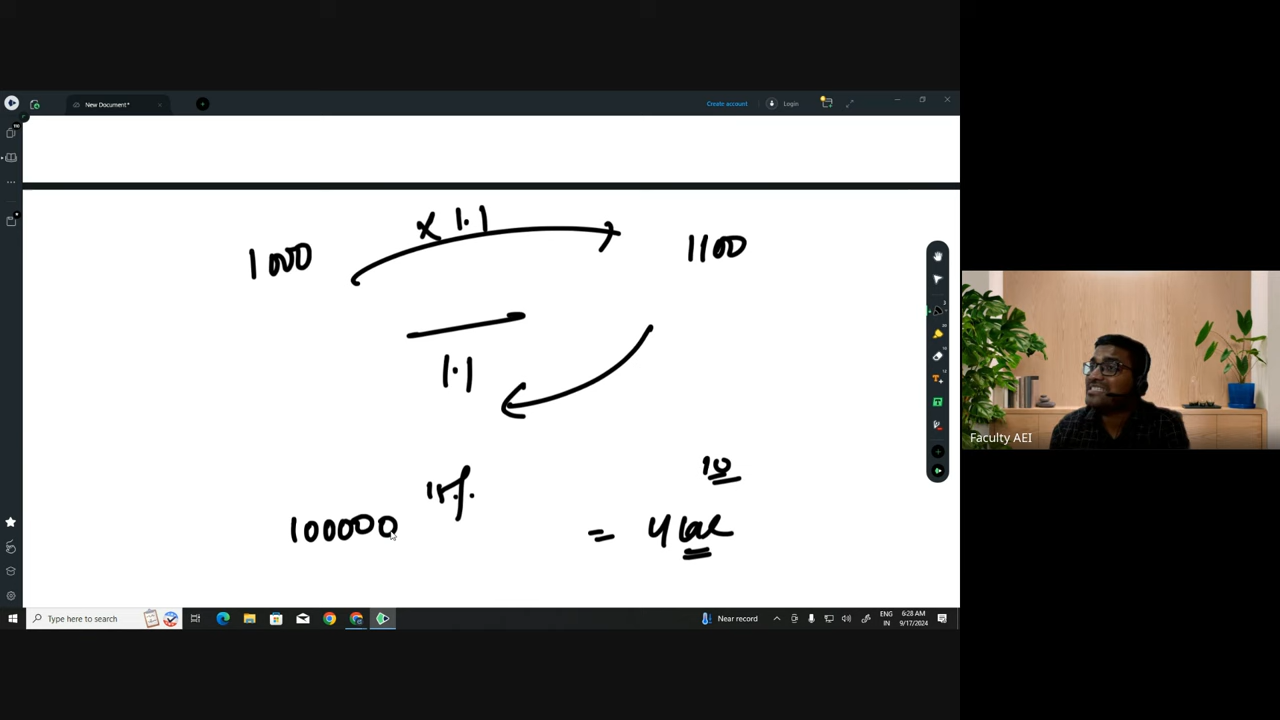 New Document*
Create account
Login
× 1.1
1000
1100
1.1
10
15%
100000 = 4 lac
Faculty AEI
Type here to search
Near record
ENG
IN
6:28 AM
9/17/2024